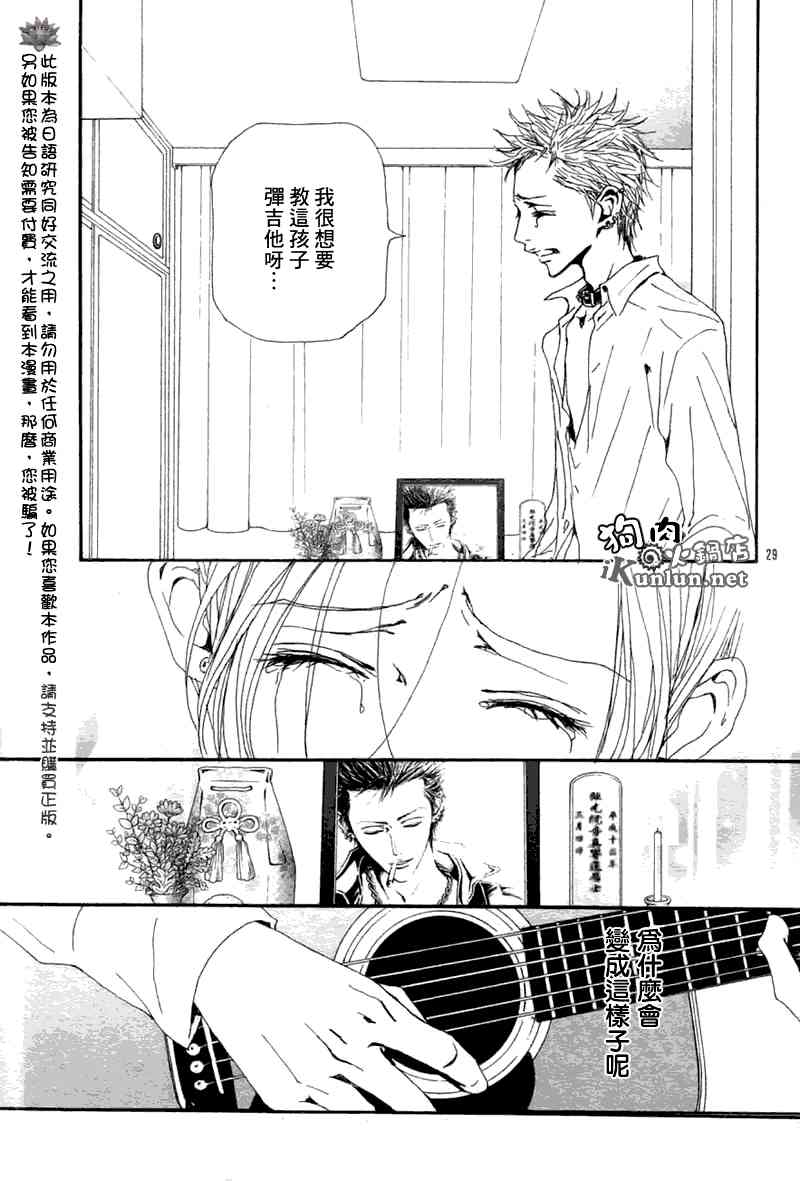 我很想要
教這孩子
彈吉他呀…
為什麼會
變成這樣子呢
29
狗肉
火鍋店
iKunlun.net
此版本為日語研究同好交流之用，請勿用於任何商業用途。如果您喜歡本作品，請支持並購買正版。
另如果您被告知需要付費，才能看到本漫畫，那麼，您被騙了！